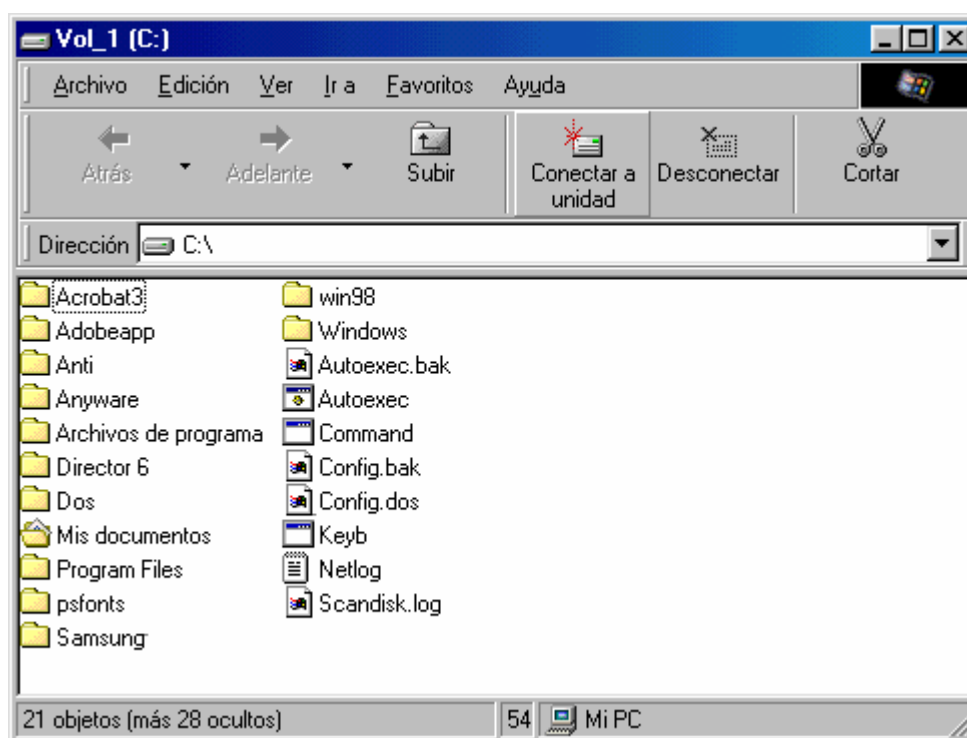 Vol_1 (C:)
Archivo Edición Ver Ir a Favoritos Ayuda
Atrás Adelante Subir Conectar a unidad Desconectar Cortar
Dirección C:\
Acrobat3
Adobeapp
Anti
Anyware
Archivos de programa
Director 6
Dos
Mis documentos
Program Files
psfonts
Samsung
win98
Windows
Autoexec.bak
Autoexec
Command
Config.bak
Config.dos
Keyb
Netlog
Scandisk.log
21 objetos (más 28 ocultos) 54 Mi PC